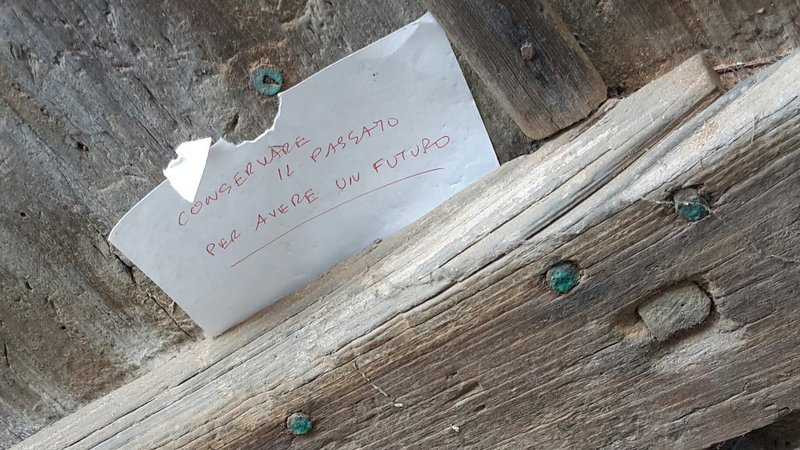 CONSERVARE
IL PASSATO
PER AVERE UN FUTURO